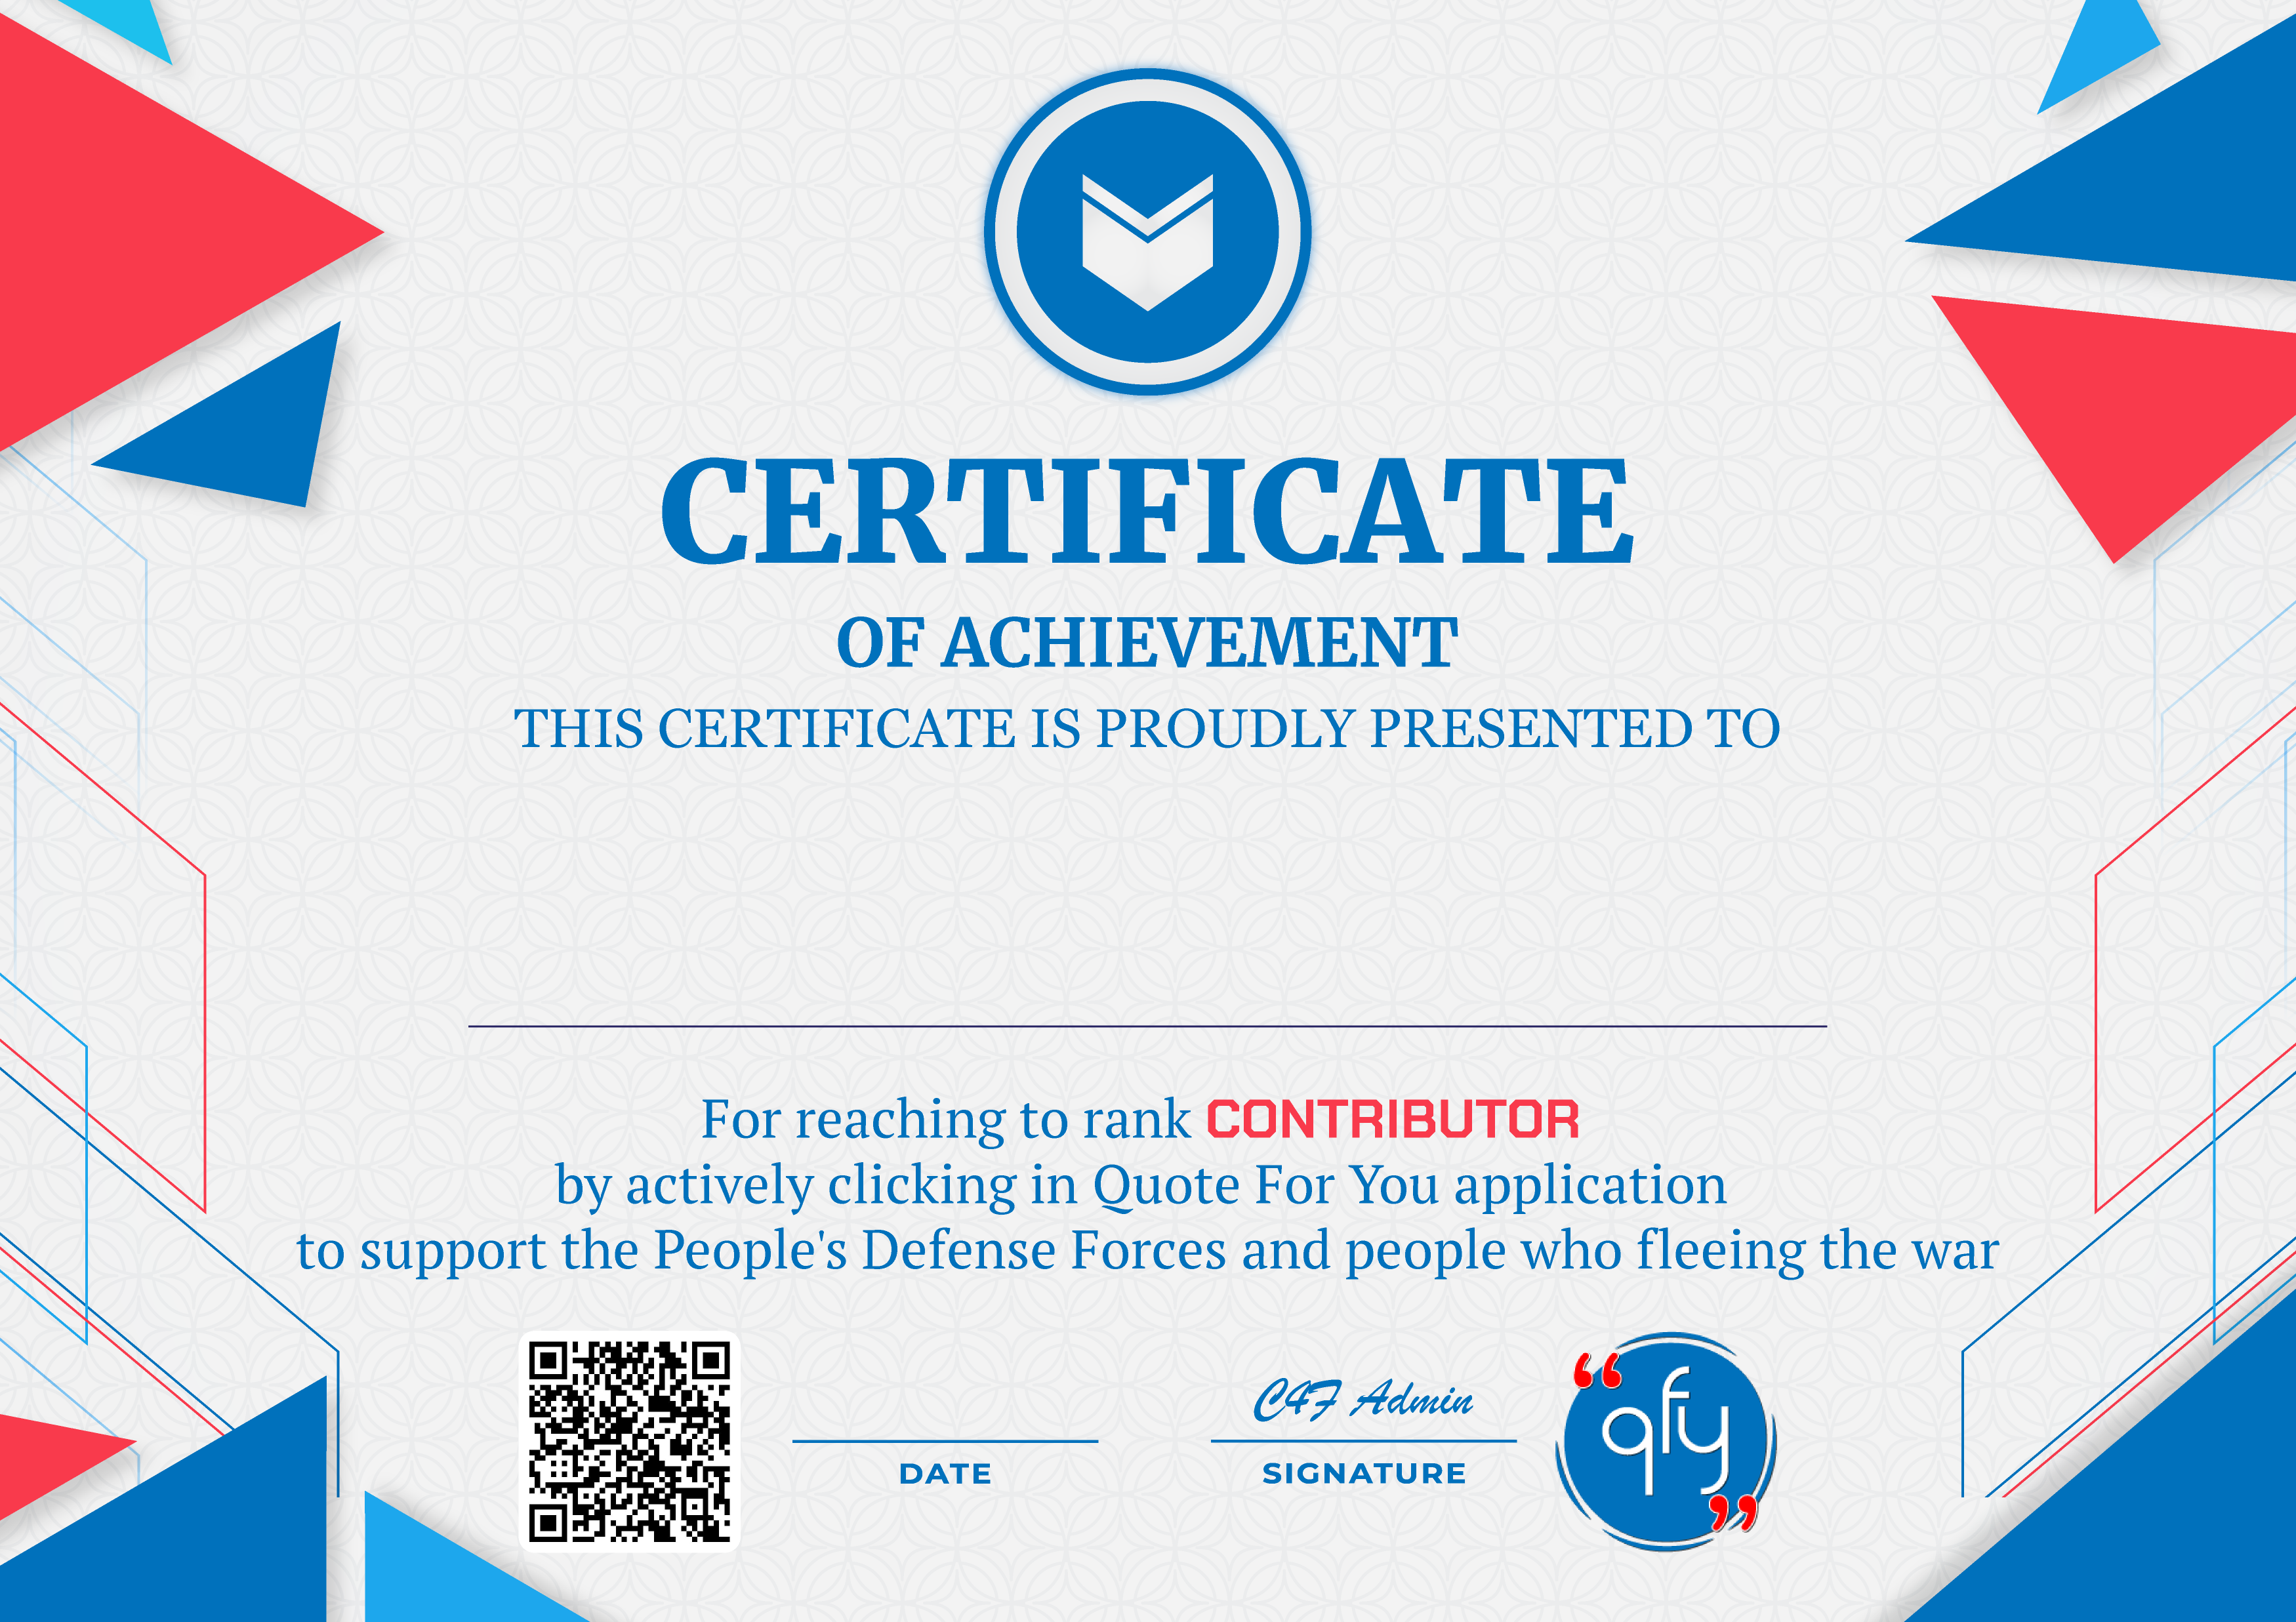 CERTIFICATE
OF ACHIEVEMENT
THIS CERTIFICATE IS PROUDLY PRESENTED TO
For reaching to rank CONTRIBUTOR
by actively clicking in Quote For You application
to support the People's Defense Forces and people who fleeing the war
C4F Admin
DATE
SIGNATURE
“qfy”